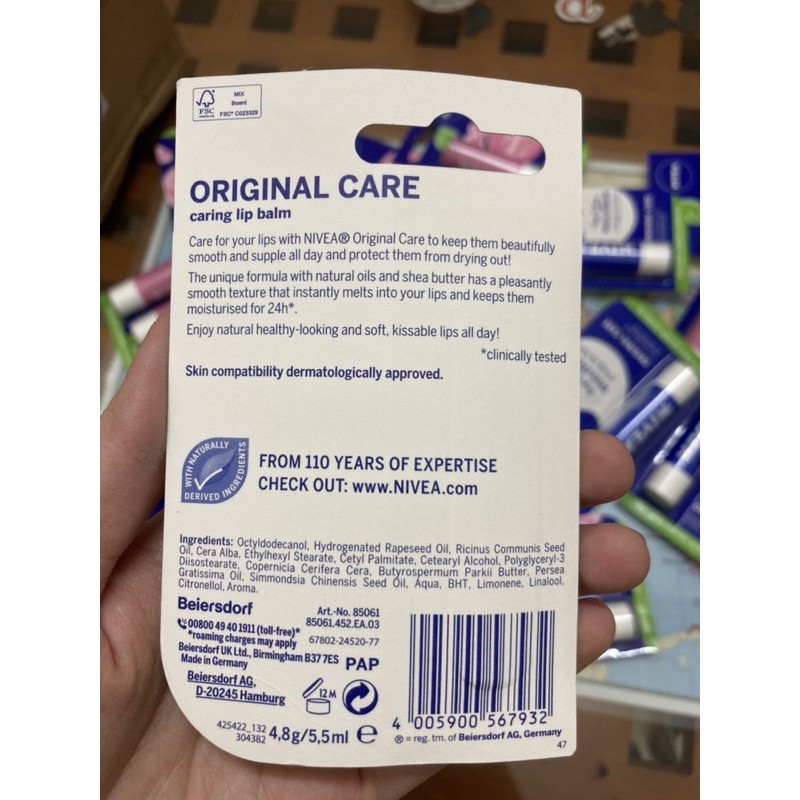 FSC
MIX
Board
FSC® C023329
ORIGINAL CARE
caring lip balm
Care for your lips with NIVEA® Original Care to keep them beautifully
smooth and supple all day and protect them from drying out!
The unique formula with natural oils and shea butter has a pleasantly
smooth texture that instantly melts into your lips and keeps them
moisturised for 24h*.
Enjoy natural healthy-looking and soft, kissable lips all day!
*clinically tested
Skin compatibility dermatologically approved.
WITH NATURALLY
DERIVED INGREDIENTS
FROM 110 YEARS OF EXPERTISE
CHECK OUT: www.NIVEA.com
Ingredients: Octyldodecanol, Hydrogenated Rapeseed Oil, Ricinus Communis Seed
Oil, Cera Alba, Ethylhexyl Stearate, Cetyl Palmitate, Cetearyl Alcohol, Polyglyceryl-3
Diisostearate, Copernicia Cerifera Cera, Butyrospermum Parkii Butter, Persea
Gratissima Oil, Simmondsia Chinensis Seed Oil, Aqua, BHT, Limonene, Linalool,
Citronellol, Aroma.
Beiersdorf
00800 49 40 1911 (toll-free)*
*roaming charges may apply
Beiersdorf UK Ltd., Birmingham B37 7ES
Made in Germany
Beiersdorf AG,
D-20245 Hamburg
Art.-No. 85061
85061.452.EA.03
67802-24520-77
PAP
12 M
425422_132
304382
4,8g/5,5ml ℮
4 005900 567932
® = reg. tm. of Beiersdorf AG, Germany
47